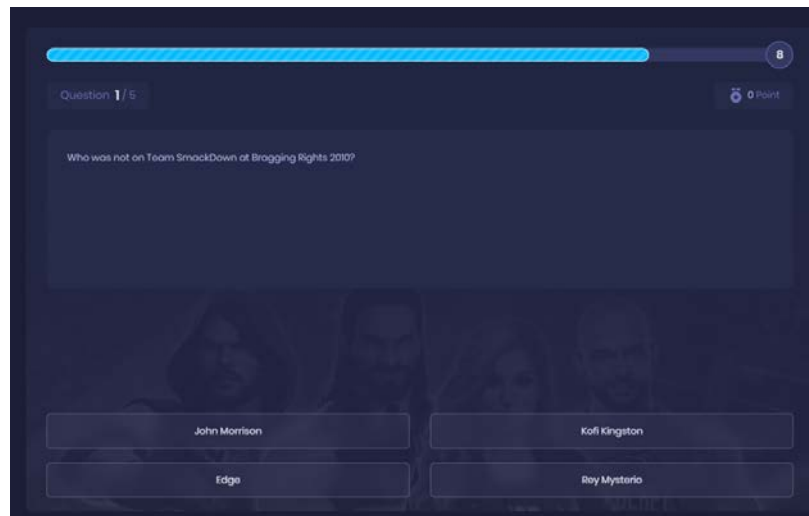 8
Question 1/5
0 Point
Who was not on Team SmackDown at Bragging Rights 2010?
John Morrison
Kofi Kingston
Edge
Rey Mysterio